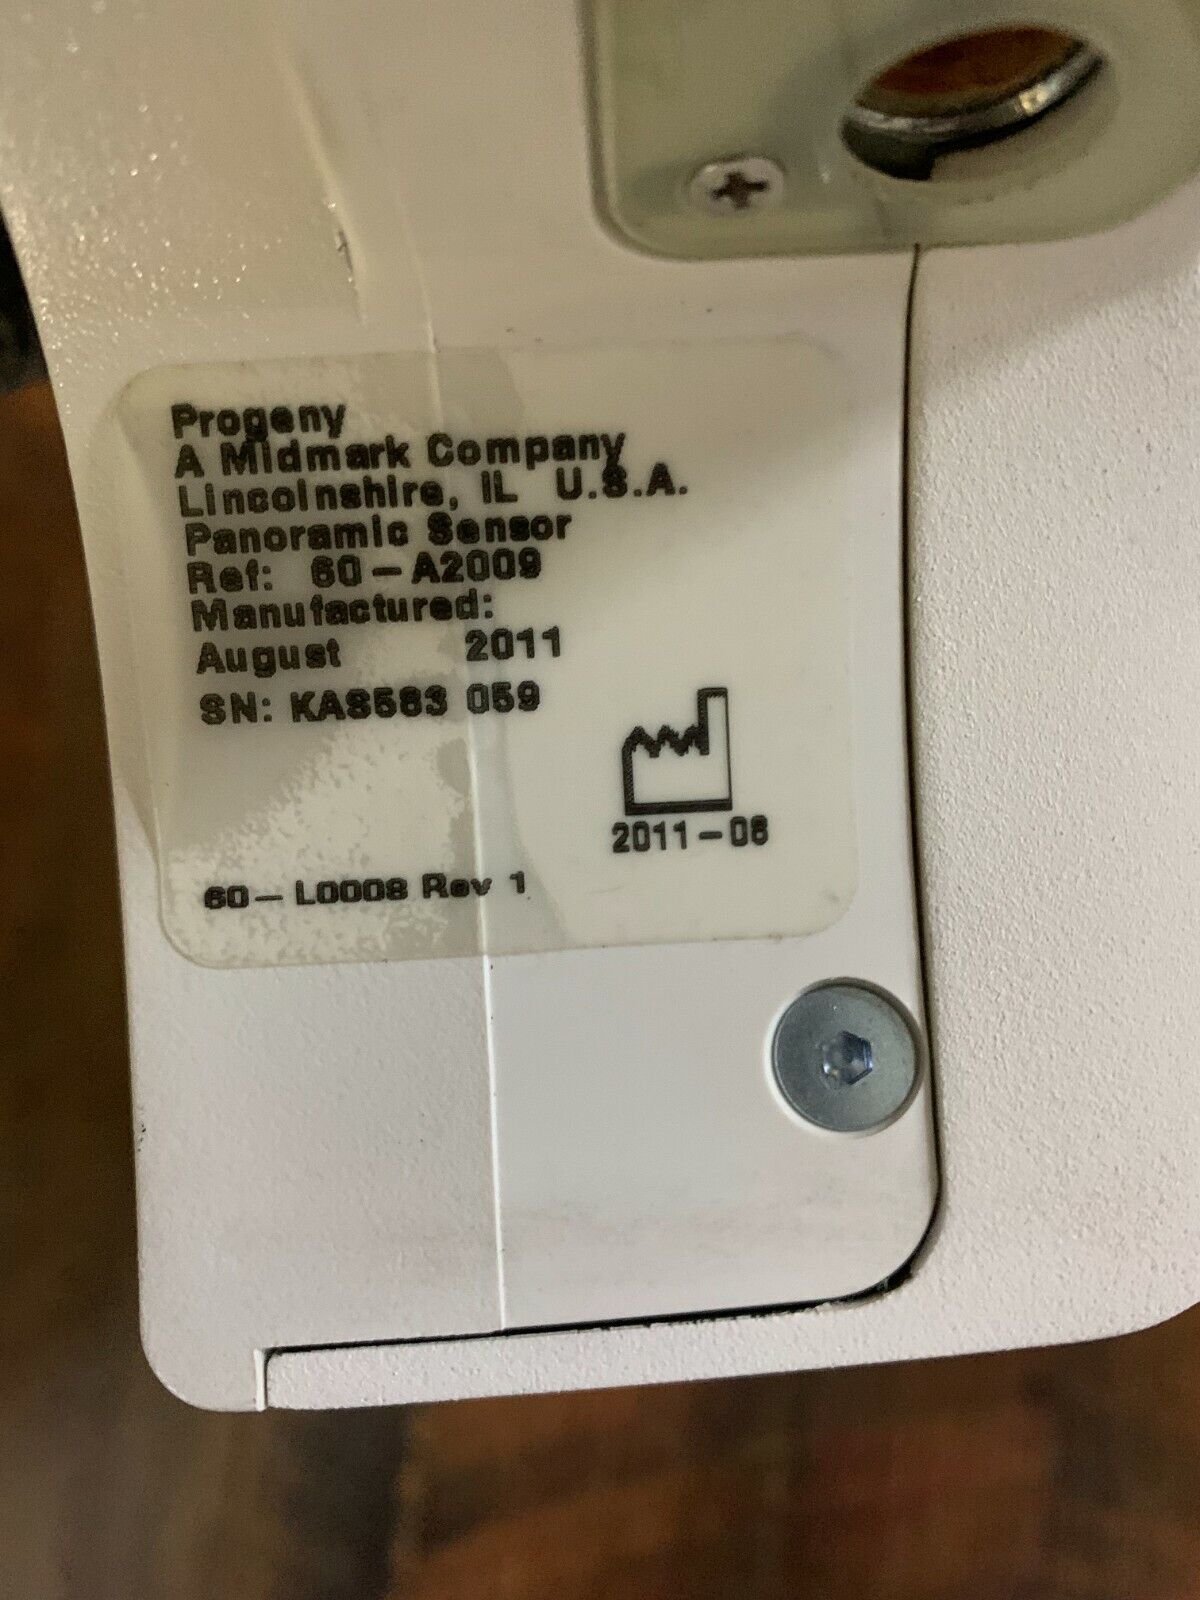 Progeny
A Midmark Company
Lincolnshire, IL U.S.A.
Panoramic Sensor
Ref: 60-A2009
Manufactured:
August 2011
SN: KAS583 059
2011-08
60-L0008 Rev 1